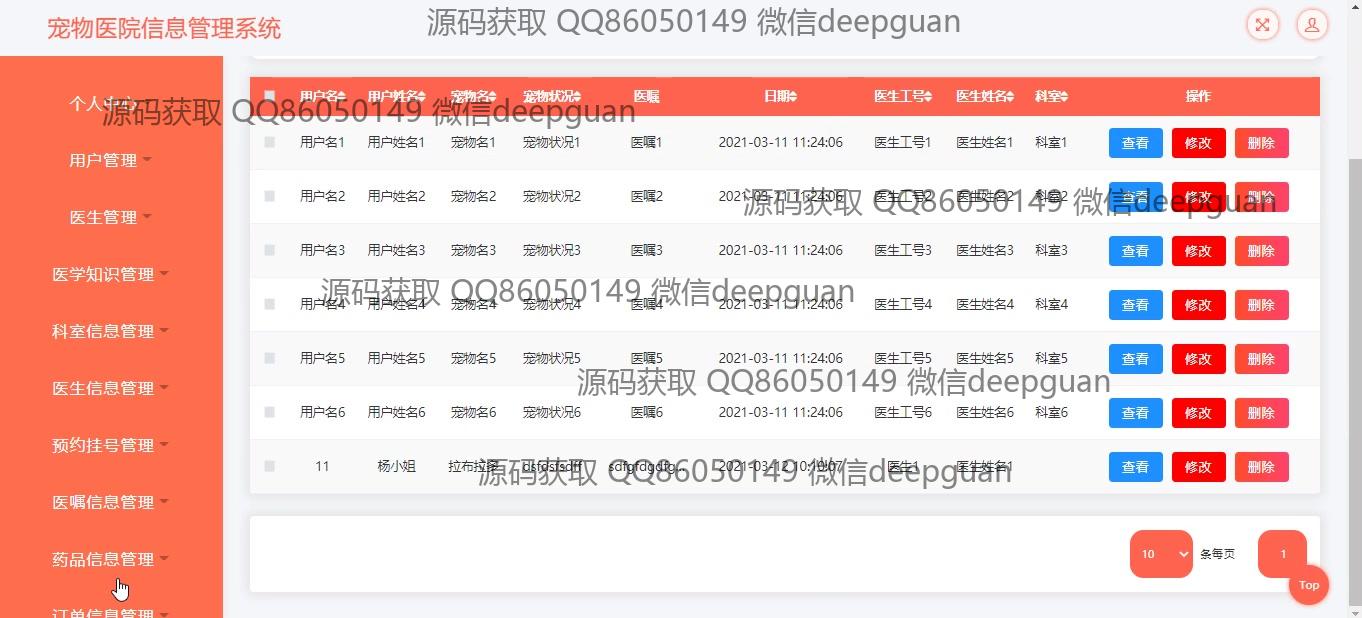 宠物医院信息管理系统
源码获取 QQ86050149 微信deepguan
个人中心
源码获取 QQ86050149 微信deepguan
用户管理
医生管理
医学知识管理
科室信息管理
医生信息管理
预约挂号管理
医嘱信息管理
药品信息管理
订单信息管理
用户名 用户姓名 宠物名 宠物状况 医嘱 日期 医生工号 医生姓名 科室 操作
用户名1 用户姓名1 宠物名1 宠物状况1 医嘱1 2021-03-11 11:24:06 医生工号1 医生姓名1 科室1 查看 修改 删除
用户名2 用户姓名2 宠物名2 宠物状况2 医嘱2 2021-03-11 11:24:06 医生工号2 医生姓名2 科室2 查看 修改 删除
源码获取 QQ86050149 微信deepguan
用户名3 用户姓名3 宠物名3 宠物状况3 医嘱3 2021-03-11 11:24:06 医生工号3 医生姓名3 科室3 查看 修改 删除
源码获取 QQ86050149 微信deepguan
用户名4 用户姓名4 宠物名4 宠物状况4 医嘱4 2021-03-11 11:24:06 医生工号4 医生姓名4 科室4 查看 修改 删除
用户名5 用户姓名5 宠物名5 宠物状况5 医嘱5 2021-03-11 11:24:06 医生工号5 医生姓名5 科室5 查看 修改 删除
源码获取 QQ86050149 微信deepguan
用户名6 用户姓名6 宠物名6 宠物状况6 医嘱6 2021-03-11 11:24:06 医生工号6 医生姓名6 科室6 查看 修改 删除
11 杨小姐 2021-03-12 10:10:07 医生1 医生姓名1 查看 修改 删除
源码获取 QQ86050149 微信deepguan
10 条每页 1
Top